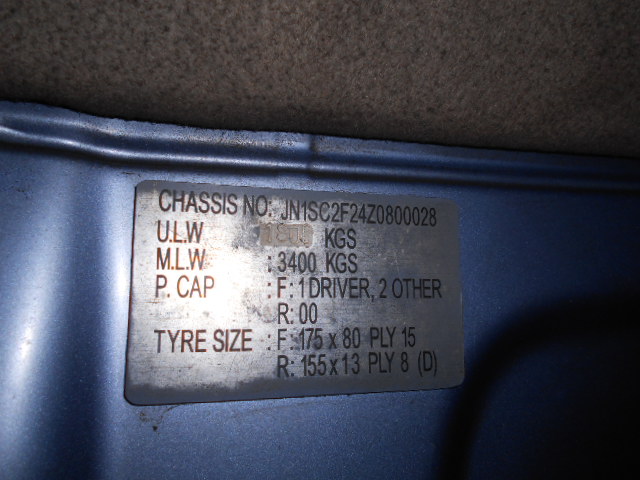 CHASSIS NO: JN1SC2F24Z0800028
U.L.W KGS
M.L.W : 3400 KGS
P. CAP : F: 1 DRIVER, 2 OTHER
R: 00
TYRE SIZE : F: 175 x 80 PLY 15
R: 155 x 13 PLY 8 (D)